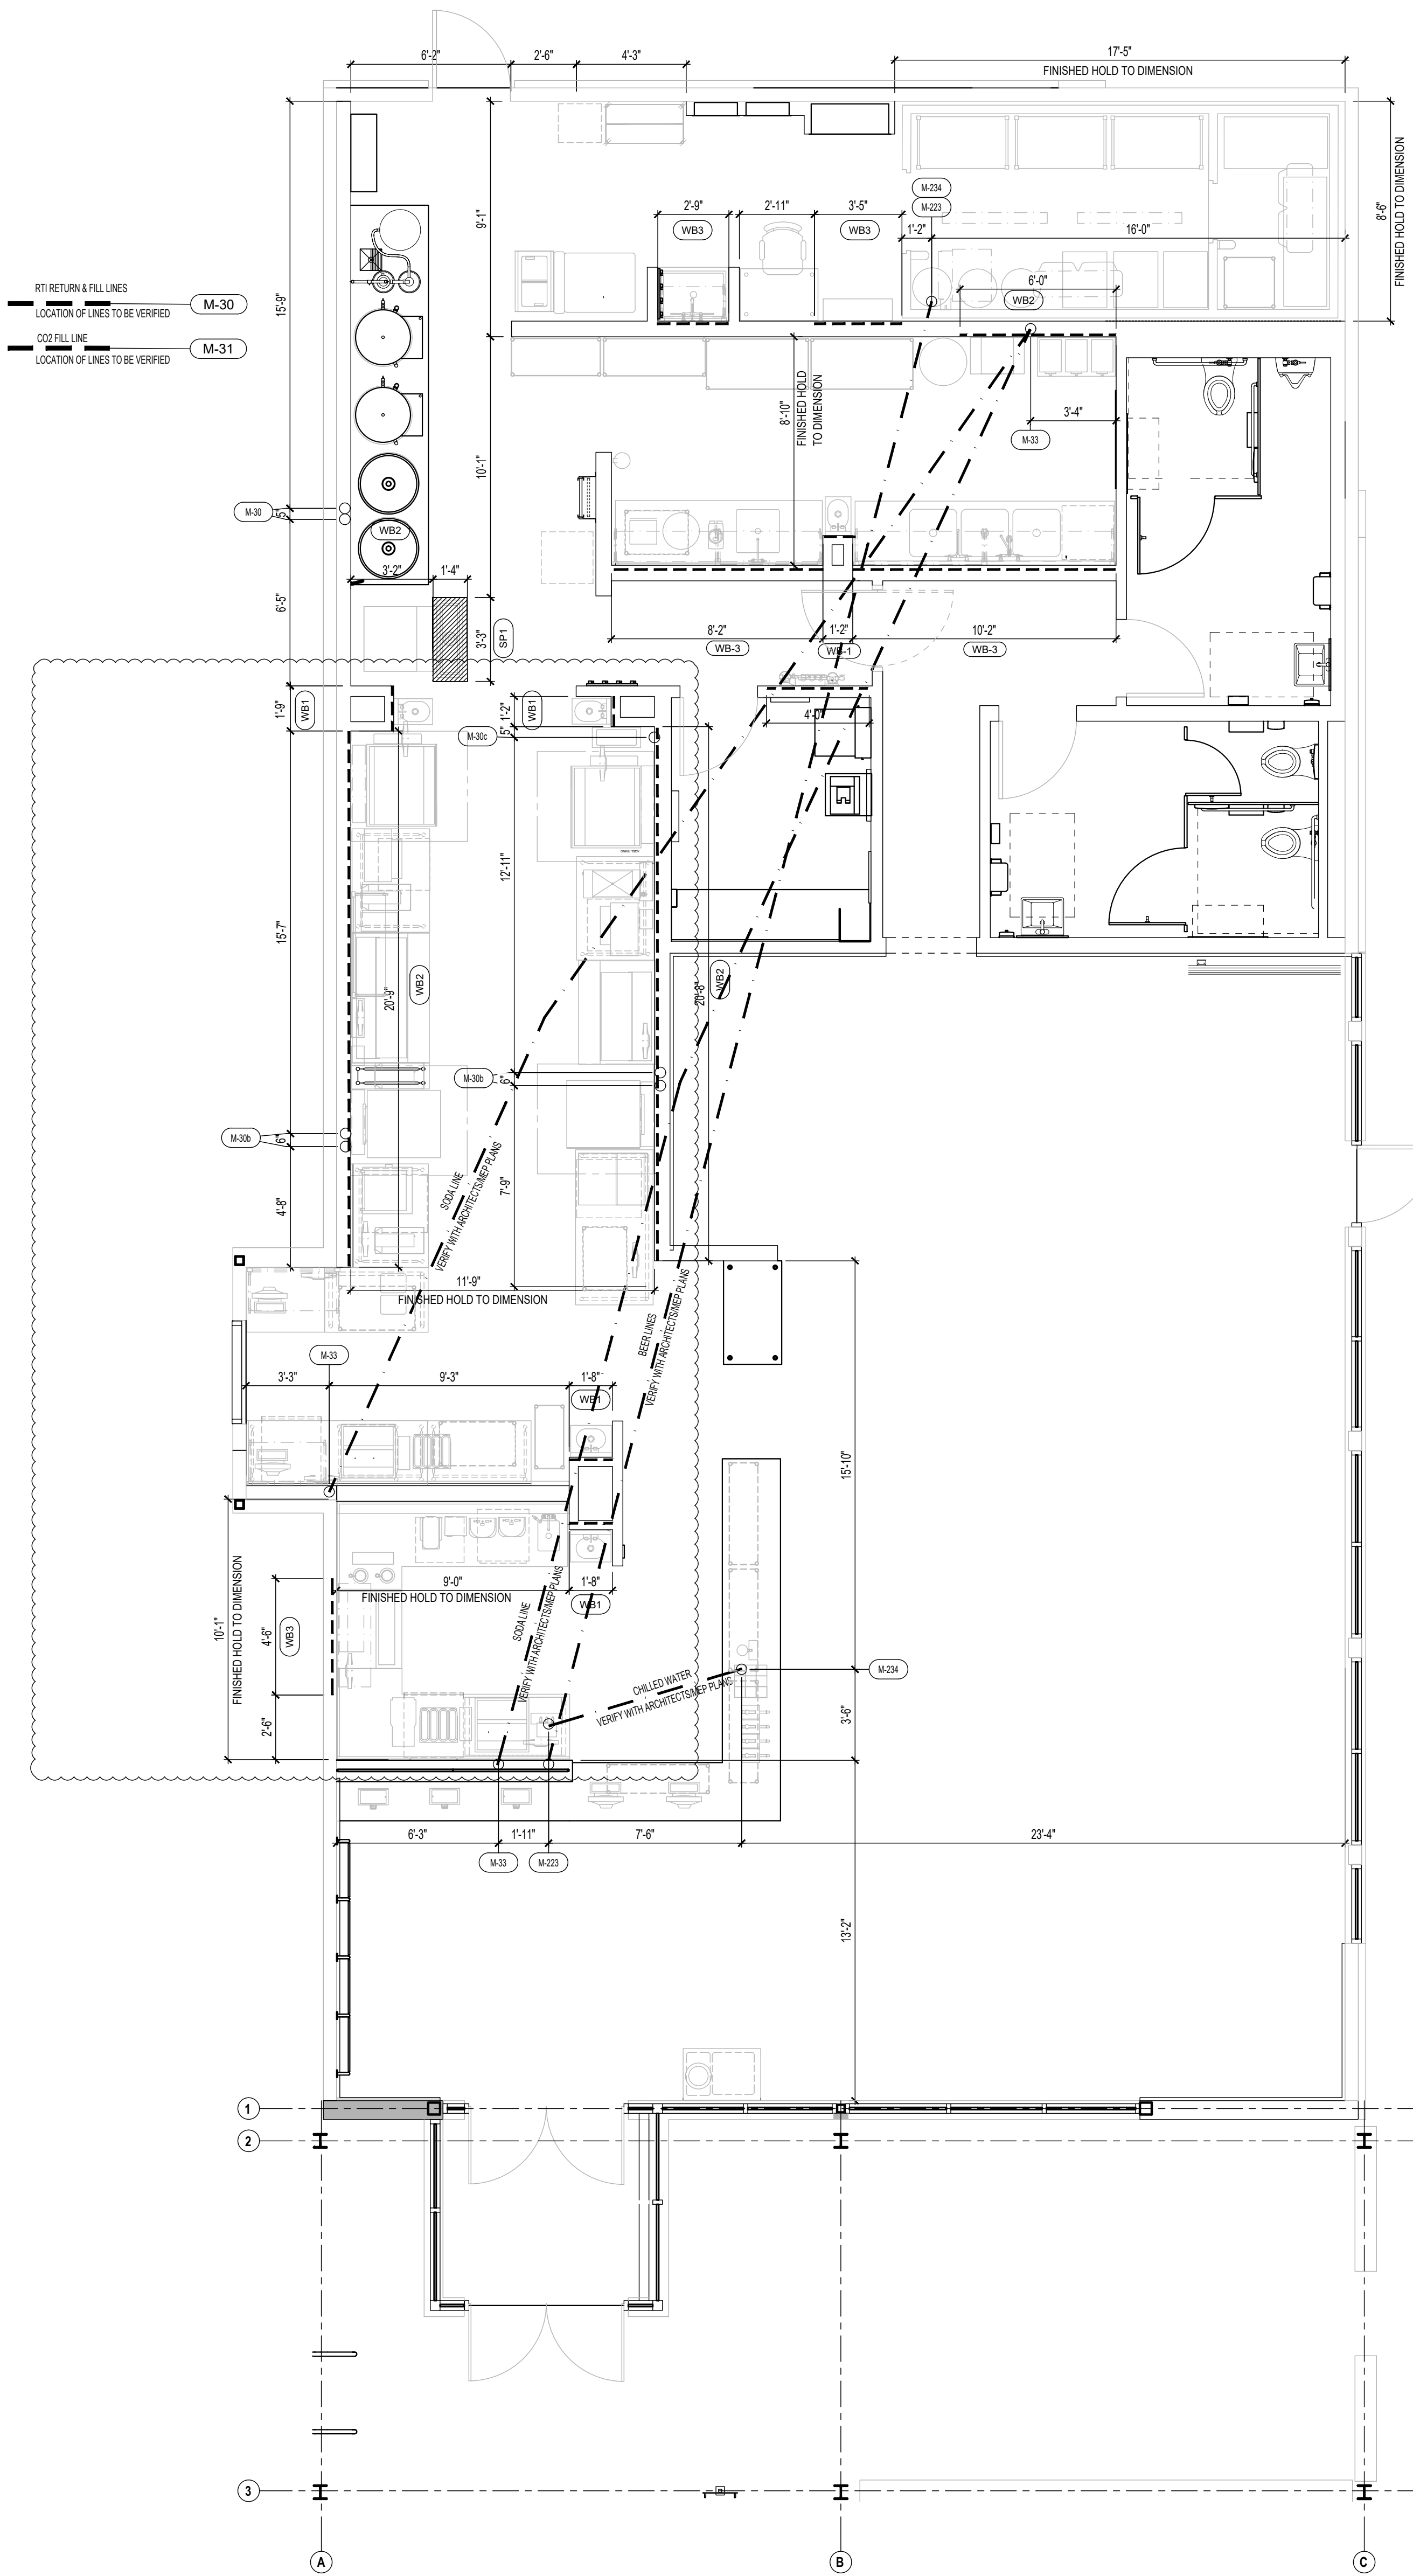 6'-2"
2'-6"
4'-3"
17'-5"
FINISHED HOLD TO DIMENSION
M-234
M-223
2'-9"
WB3
2'-11"
3'-5"
WB3
1'-2"
16'-0"
8'-6"
FINISHED HOLD TO DIMENSION
9'-1"
15'-9"
6'-0"
WB2
RTI RETURN & FILL LINES
M-30
LOCATION OF LINES TO BE VERIFIED
CO2 FILL LINE
M-31
LOCATION OF LINES TO BE VERIFIED
8'-10"
FINISHED HOLD
TO DIMENSION
3'-4"
M-33
10'-1"
M-30
5"
WB2
3'-2"
1'-4"
6'-5"
3'-3"
SP1
8'-2"
WB-3
1'-2"
WB-1
10'-2"
WB-3
1'-9"
WB1
1'-2"
WB1
5"
M-30c
4'-0"
12'-11"
15'-7"
WB2
20'-9"
WB2
20'-8"
M-30b
6"
M-30b
6"
7'-9"
4'-8"
SODA LINE
VERIFY WITH ARCHITECTS/MEP PLANS
11'-9"
FINISHED HOLD TO DIMENSION
BEER LINES
VERIFY WITH ARCHITECTS/MEP PLANS
M-33
3'-3"
9'-3"
1'-8"
WB1
15'-10"
10'-1"
FINISHED HOLD TO DIMENSION
4'-6"
WB3
9'-0"
FINISHED HOLD TO DIMENSION
1'-8"
WB1
SODA LINE
VERIFY WITH ARCHITECTS/MEP PLANS
2'-6"
CHILLED WATER
VERIFY WITH ARCHITECTS/MEP PLANS
M-234
3'-6"
6'-3"
1'-11"
7'-6"
23'-4"
M-33
M-223
13'-2"
1
2
3
A
B
C